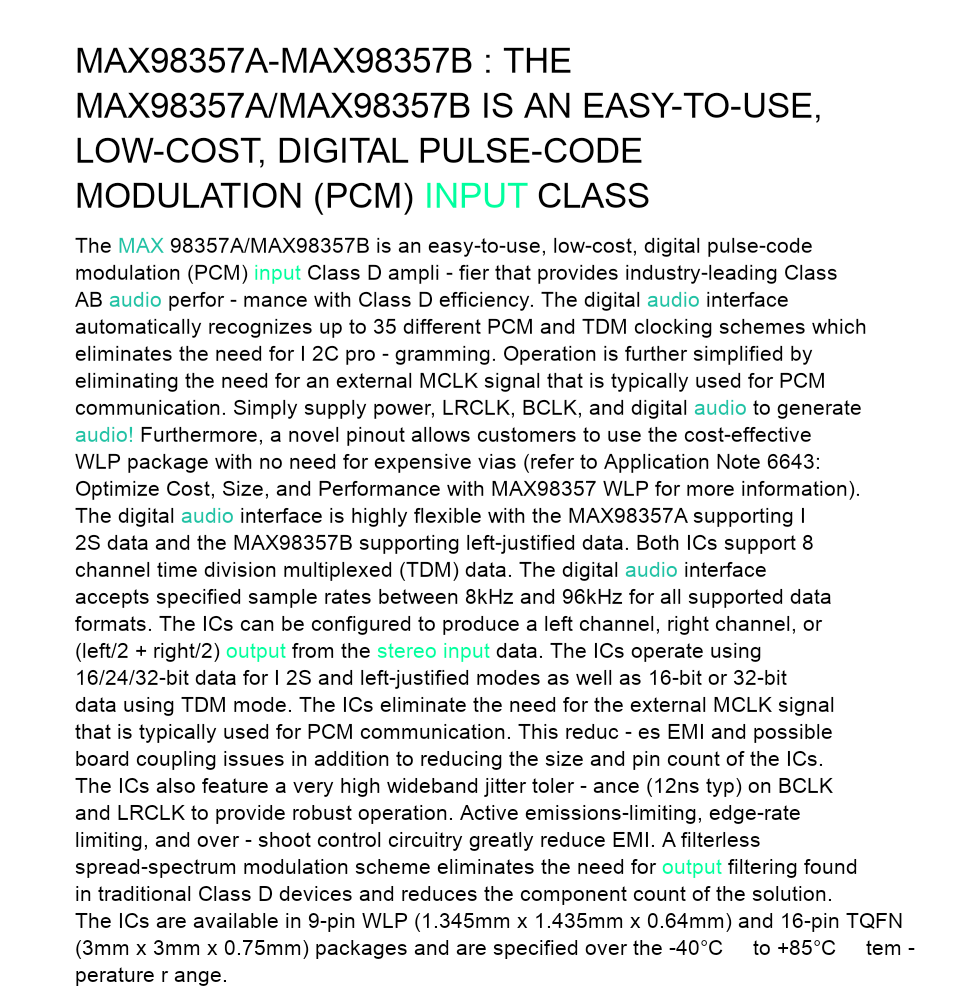 MAX98357A-MAX98357B : THE
MAX98357A/MAX98357B IS AN EASY-TO-USE,
LOW-COST, DIGITAL PULSE-CODE
MODULATION (PCM) INPUT CLASS
The MAX 98357A/MAX98357B is an easy-to-use, low-cost, digital pulse-code
modulation (PCM) input Class D ampli - fier that provides industry-leading Class
AB audio perfor - mance with Class D efficiency. The digital audio interface
automatically recognizes up to 35 different PCM and TDM clocking schemes which
eliminates the need for I 2C pro - gramming. Operation is further simplified by
eliminating the need for an external MCLK signal that is typically used for PCM
communication. Simply supply power, LRCLK, BCLK, and digital audio to generate
audio! Furthermore, a novel pinout allows customers to use the cost-effective
WLP package with no need for expensive vias (refer to Application Note 6643:
Optimize Cost, Size, and Performance with MAX98357 WLP for more information).
The digital audio interface is highly flexible with the MAX98357A supporting I
2S data and the MAX98357B supporting left-justified data. Both ICs support 8
channel time division multiplexed (TDM) data. The digital audio interface
accepts specified sample rates between 8kHz and 96kHz for all supported data
formats. The ICs can be configured to produce a left channel, right channel, or
(left/2 + right/2) output from the stereo input data. The ICs operate using
16/24/32-bit data for I 2S and left-justified modes as well as 16-bit or 32-bit
data using TDM mode. The ICs eliminate the need for the external MCLK signal
that is typically used for PCM communication. This reduc - es EMI and possible
board coupling issues in addition to reducing the size and pin count of the ICs.
The ICs also feature a very high wideband jitter toler - ance (12ns typ) on BCLK
and LRCLK to provide robust operation. Active emissions-limiting, edge-rate
limiting, and over - shoot control circuitry greatly reduce EMI. A filterless
spread-spectrum modulation scheme eliminates the need for output filtering found
in traditional Class D devices and reduces the component count of the solution.
The ICs are available in 9-pin WLP (1.345mm x 1.435mm x 0.64mm) and 16-pin TQFN
(3mm x 3mm x 0.75mm) packages and are specified over the -40°C to +85°C tem -
perature r ange.